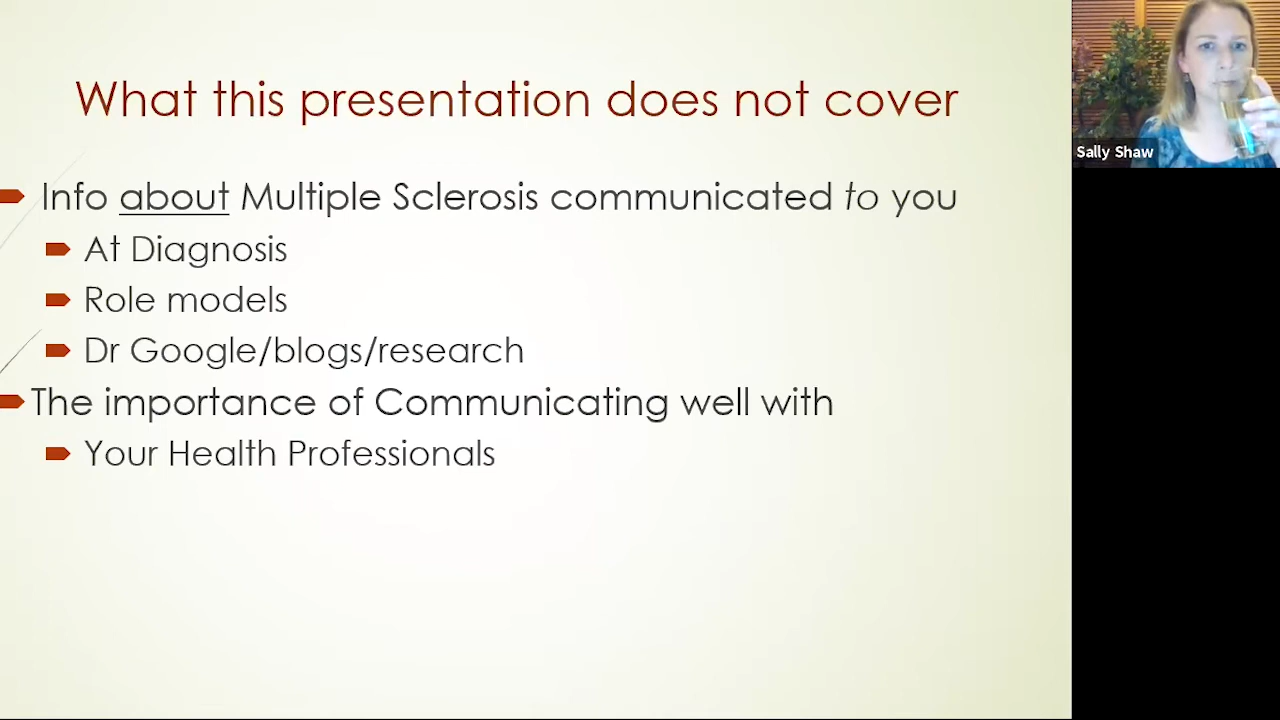 What this presentation does not cover
Info about Multiple Sclerosis communicated to you
At Diagnosis
Role models
Dr Google/blogs/research
The importance of Communicating well with
Your Health Professionals
Sally Shaw